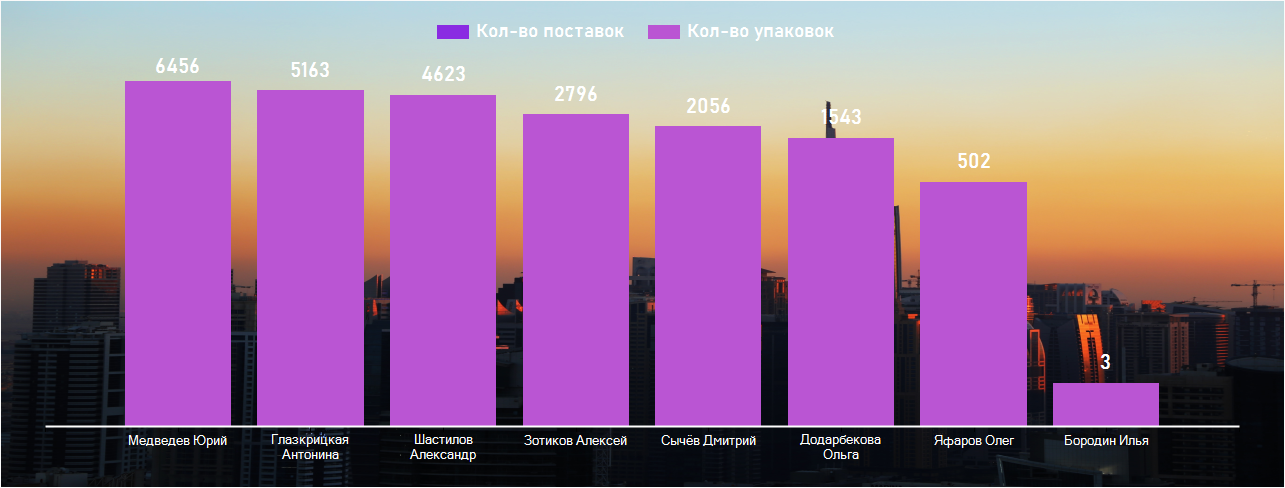 Кол-во поставок Кол-во упаковок
6456 5163 4623 2796 2056 1543 502 3
Медведев Юрий Глазкрицкая Шастилов Зотиков Алексей Сычёв Дмитрий Додарбекова Яфаров Олег Бородин Илья
Антонина Александр Ольга